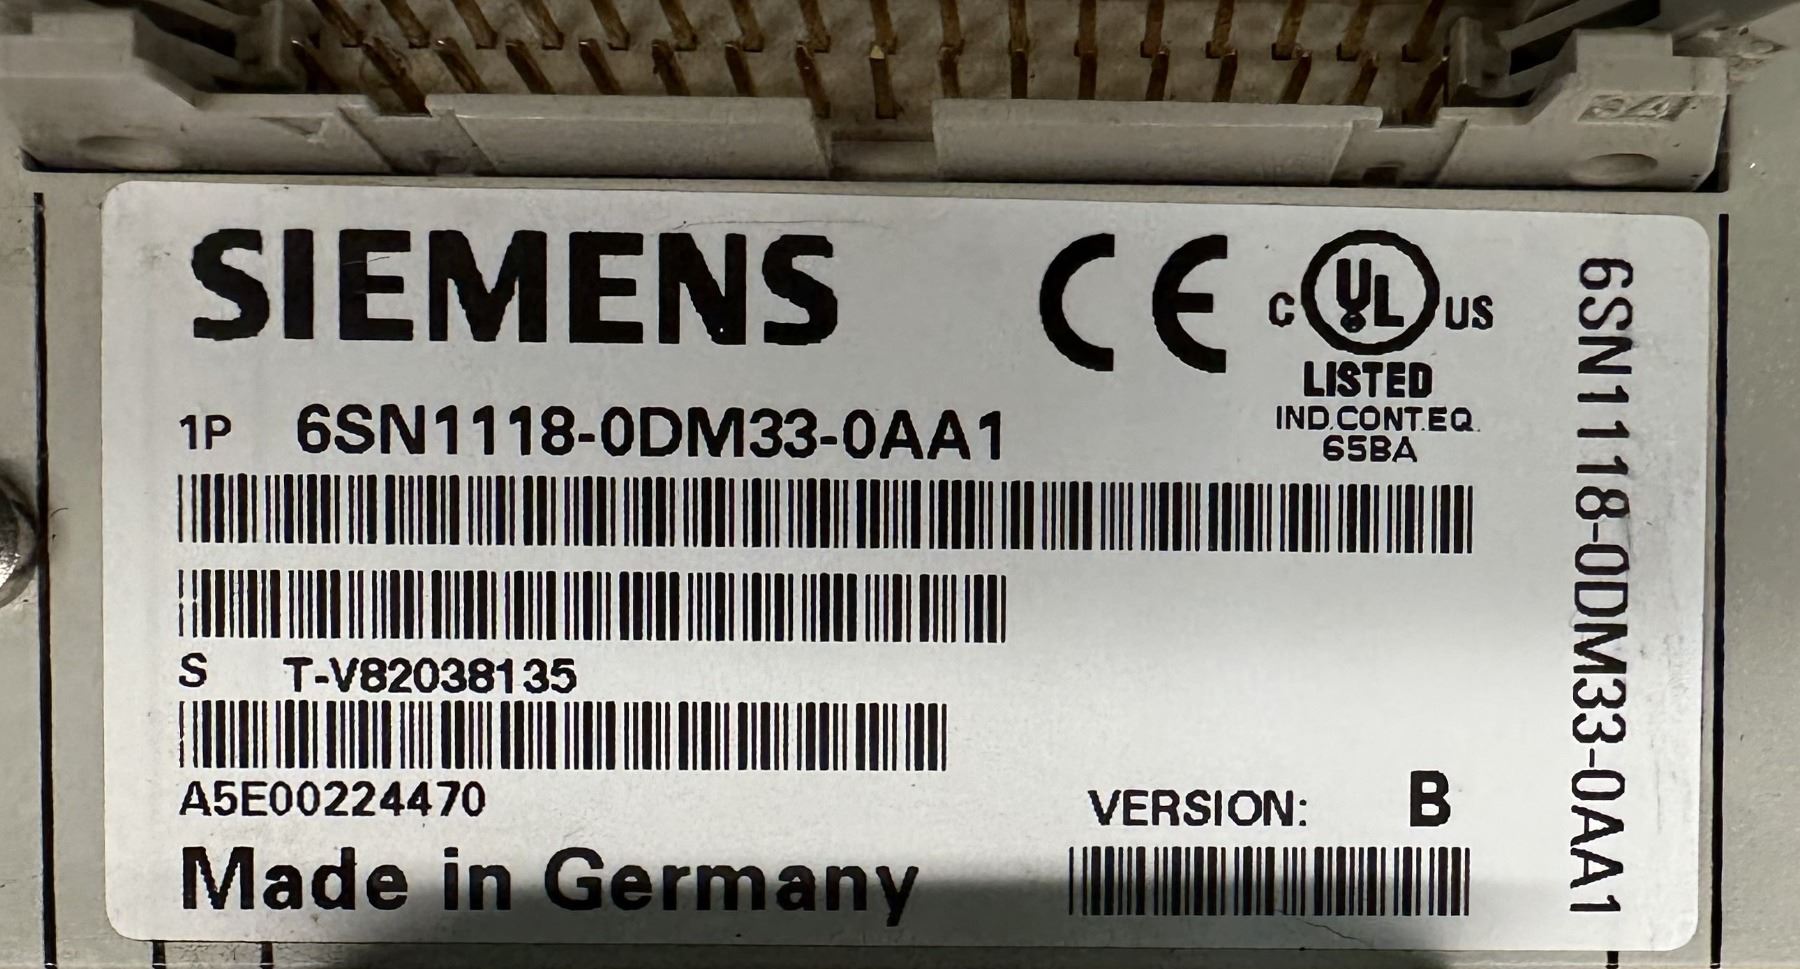 SIEMENS
CE
C UL US
LISTED
IND.CONT.EQ.
65BA
1P 6SN1118-0DM33-0AA1
S T-V82038135
A5E00224470
VERSION: B
Made in Germany
6SN1118-0DM33-0AA1